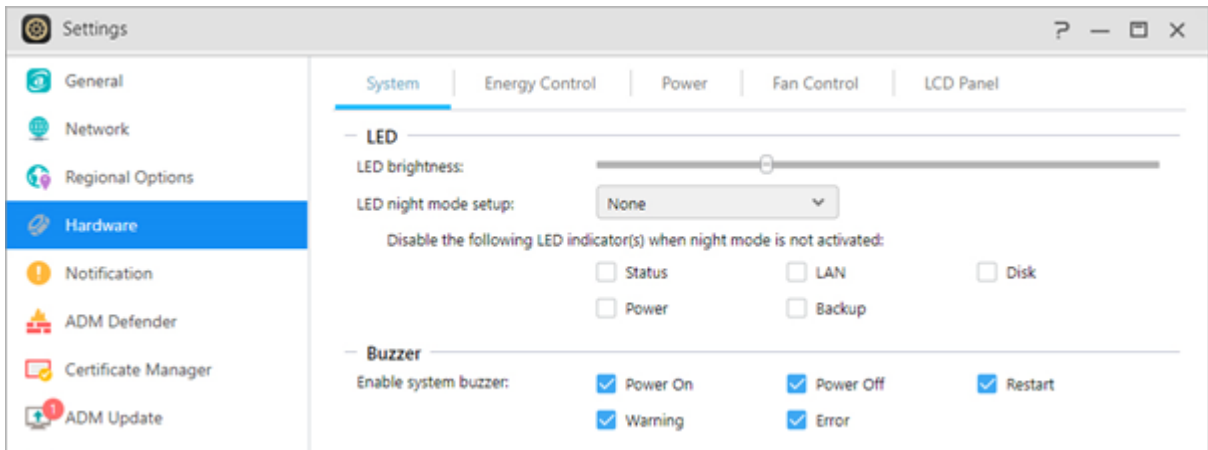 Settings
General
Network
Regional Options
Hardware
Notification
ADM Defender
Certificate Manager
1
ADM Update
System Energy Control Power Fan Control LCD Panel
LED
LED brightness:
LED night mode setup: None
Disable the following LED indicator(s) when night mode is not activated:
Status LAN Disk
Power Backup
Buzzer
Enable system buzzer: Power On Power Off Restart
Warning Error